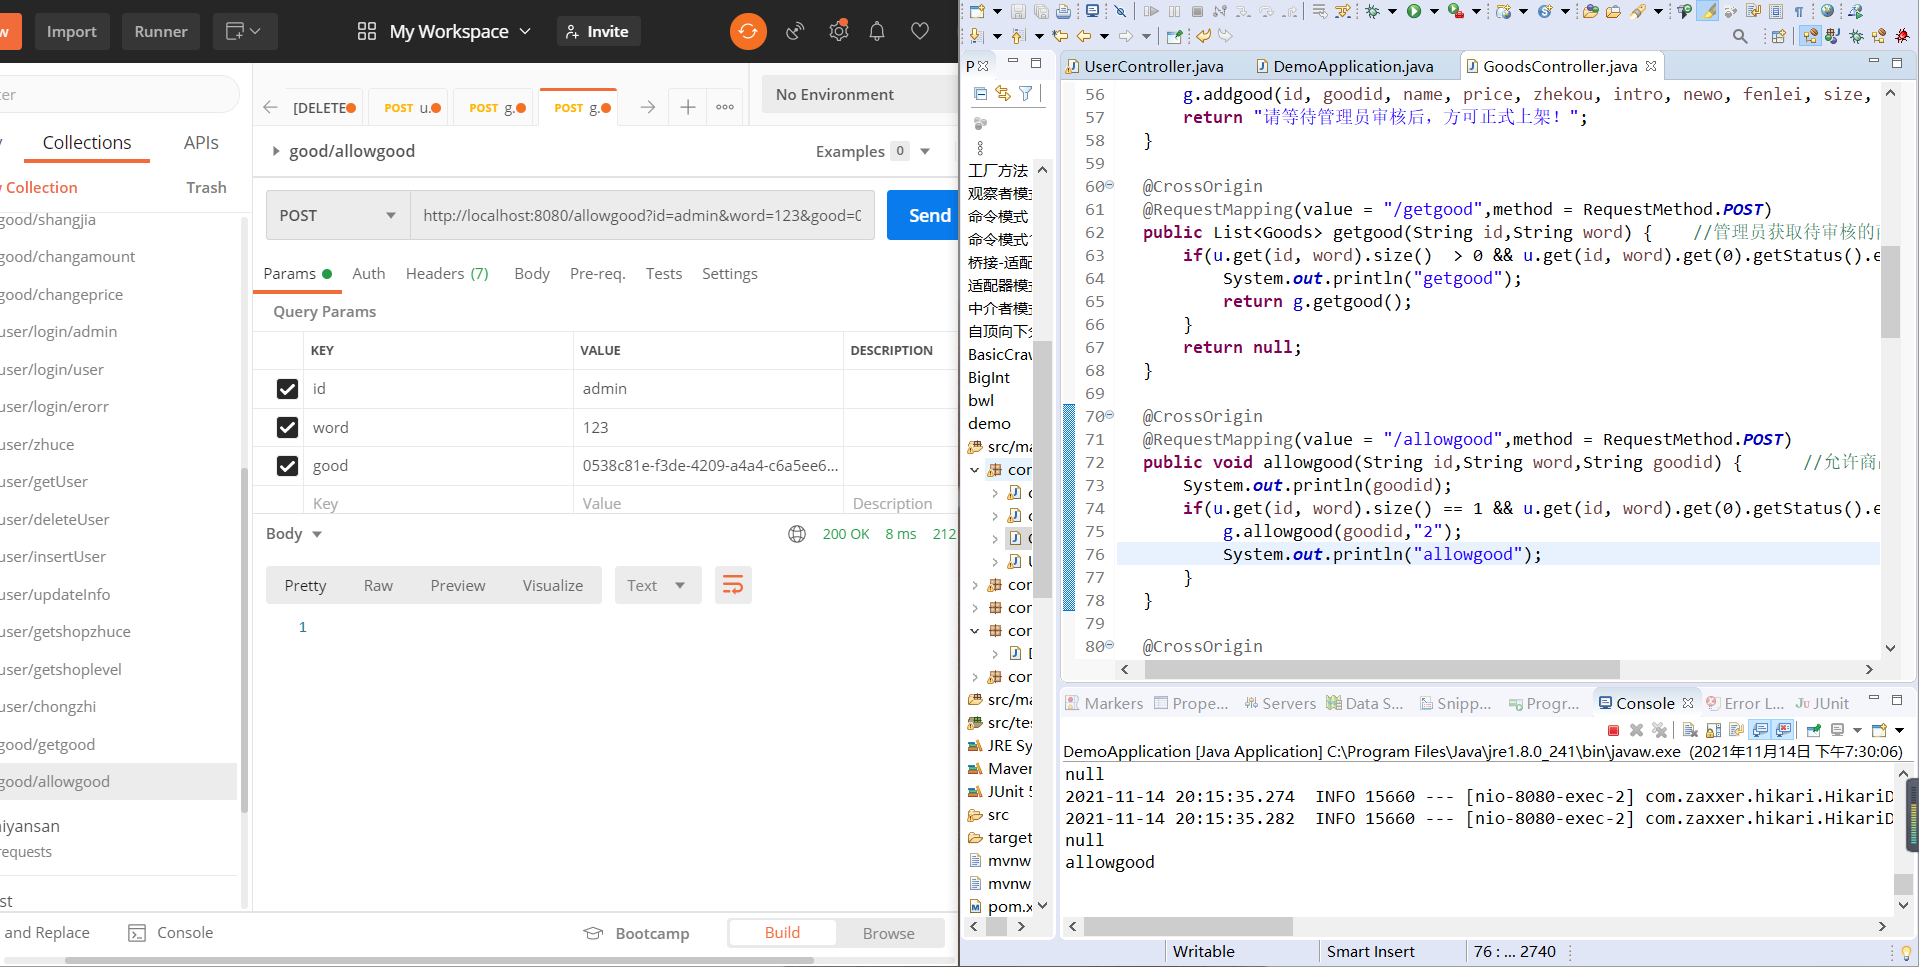 Import
Runner
My Workspace
Invite
[DELETE
POST u.
POST g.
POST g.
No Environment
Collections
APIs
Collection
Trash
good/allowgood
Examples 0
good/shangjia
good/changamount
good/changeprice
user/login/admin
user/login/user
user/login/erorr
user/zhuce
user/getUser
user/deleteUser
user/insertUser
user/updateInfo
user/getshopzhuce
user/getshoplevel
user/chongzhi
good/getgood
good/allowgood
iyansan
equests
st
POST
http://localhost:8080/allowgood?id=admin&word=123&good=0
Send
Params
Auth
Headers (7)
Body
Pre-req.
Tests
Settings
Query Params
KEY VALUE DESCRIPTION
id admin
word 123
good 0538c81e-f3de-4209-a4a4-c6a5ee6...
Key Value Description
Body
200 OK 8 ms 212
Pretty Raw Preview Visualize Text
1
and Replace
Console
Bootcamp
Build
Browse
P
工厂方法
观察者模
命令模式
命令模式
桥接-适配
适配器模
中介者模
自顶向下
BasicCraw
BigInt
bwl
demo
src/ma
con
con
con
con
con
src/ma
src/tes
JRE Sy
Maven
JUnit 5
src
target
mvnw
mvnw
pom.x
UserController.java
DemoApplication.java
GoodsController.java
56 g.addgood(id, goodid, name, price, zhekou, intro, newo, fenlei, size,
57 return "请等待管理员审核后，方可正式上架！";
58 }
59
60 @CrossOrigin
61 @RequestMapping(value = "/getgood",method = RequestMethod.POST)
62 public List<Goods> getgood(String id,String word) { //管理员获取待审核的商
63 if(u.get(id, word).size() > 0 && u.get(id, word).get(0).getStatus().e
64 System.out.println("getgood");
65 return g.getgood();
66 }
67 return null;
68 }
69
70 @CrossOrigin
71 @RequestMapping(value = "/allowgood",method = RequestMethod.POST)
72 public void allowgood(String id,String word,String goodid) { //允许商
73 System.out.println(goodid);
74 if(u.get(id, word).size() == 1 && u.get(id, word).get(0).getStatus().e
75 g.allowgood(goodid,"2");
76 System.out.println("allowgood");
77 }
78 }
79
80 @CrossOrigin
Markers
Prope...
Servers
Data S...
Snipp...
Progr...
Console
Error L...
JUnit
DemoApplication [Java Application] C:\Program Files\Java\jre1.8.0_241\bin\javaw.exe (2021年11月14日 下午7:30:06)
null
2021-11-14 20:15:35.274 INFO 15660 --- [nio-8080-exec-2] com.zaxxer.hikari.HikariD
2021-11-14 20:15:35.282 INFO 15660 --- [nio-8080-exec-2] com.zaxxer.hikari.HikariD
null
allowgood
Writable
Smart Insert
76 : ... 2740